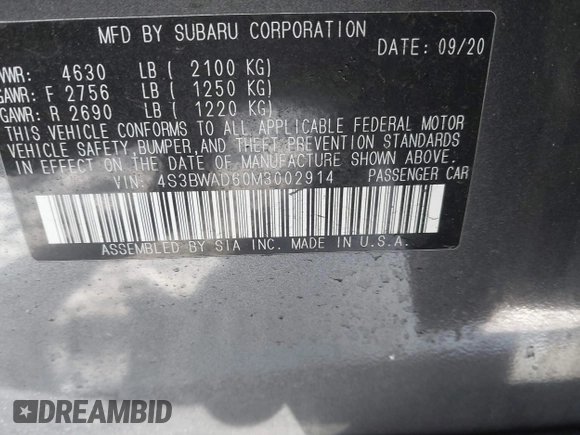 MFD BY SUBARU CORPORATION
DATE: 09/20
VWR: 4630 LB ( 2100 KG)
GAWR: F 2756 LB ( 1250 KG)
GAWR: R 2690 LB ( 1220 KG)
THIS VEHICLE CONFORMS TO ALL APPLICABLE FEDERAL MOTOR
VEHICLE SAFETY, BUMPER, AND THEFT PREVENTION STANDARDS
IN EFFECT ON THE DATE OF MANUFACTURE SHOWN ABOVE.
VIN: 4S3BWAD60M3002914 PASSENGER CAR
ASSEMBLED BY SIA INC. MADE IN U.S.A.
DREAMBID